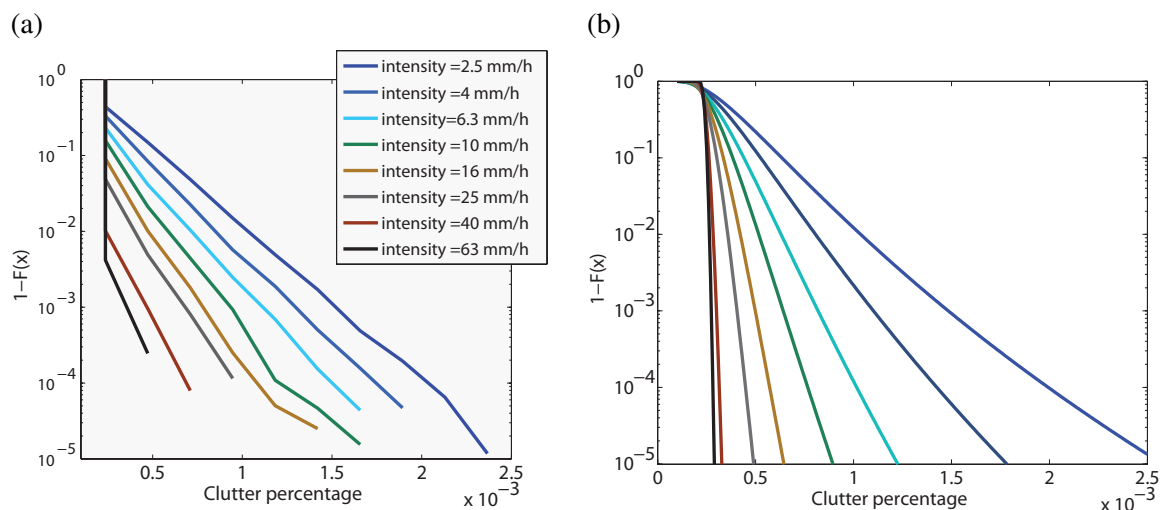 (a)
(b)
intensity =2.5 mm/h
intensity =4 mm/h
intensity=6.3 mm/h
intensity =10 mm/h
intensity =16 mm/h
intensity =25 mm/h
intensity =40 mm/h
intensity =63 mm/h
1−F(x)
10^0
10^−1
10^−2
10^−3
10^−4
10^−5
0.5 1 1.5 2 2.5
Clutter percentage
x 10^−3
1−F(x)
10^0
10^−1
10^−2
10^−3
10^−4
10^−5
0 0.5 1 1.5 2 2.5
Clutter percentage
x 10^−3